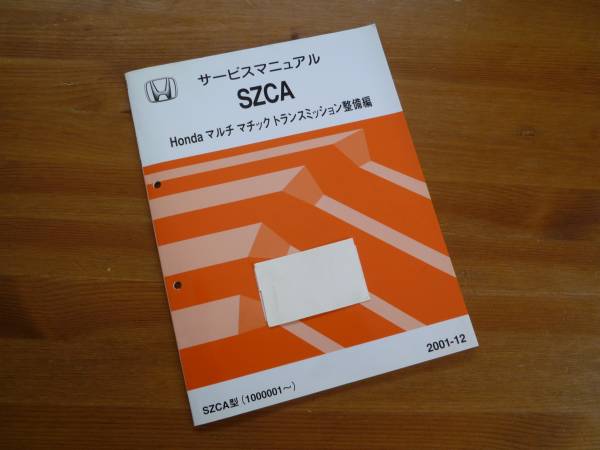 サービスマニュアル
SZCA
Honda マルチ マチック トランスミッション整備編
2001-12
SZCA型 (1000001～)